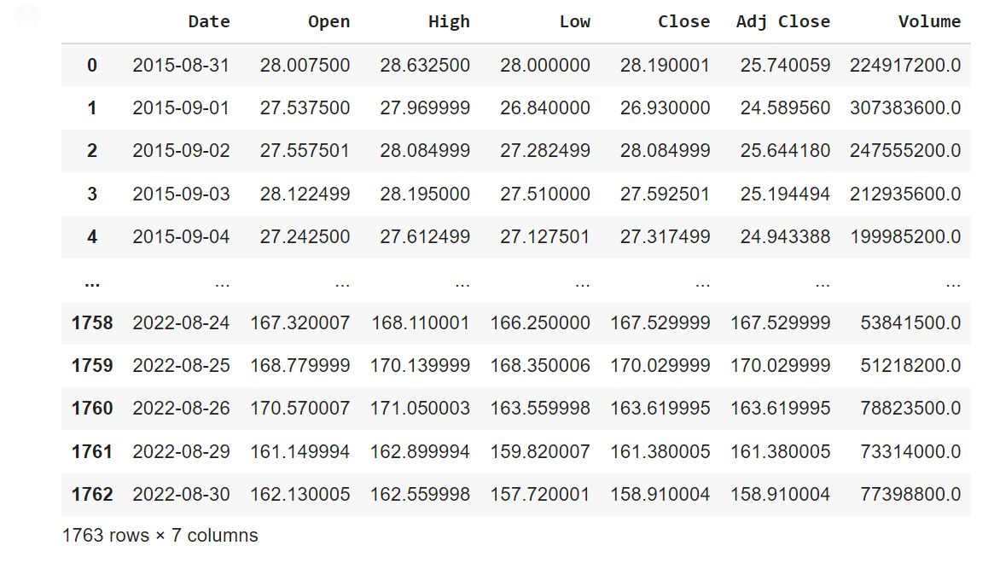 Date Open High Low Close Adj Close Volume
0 2015-08-31 28.007500 28.632500 28.000000 28.190001 25.740059 224917200.0
1 2015-09-01 27.537500 27.969999 26.840000 26.930000 24.589560 307383600.0
2 2015-09-02 27.557501 28.084999 27.282499 28.084999 25.644180 247555200.0
3 2015-09-03 28.122499 28.195000 27.510000 27.592501 25.194494 212935600.0
4 2015-09-04 27.242500 27.612499 27.127501 27.317499 24.943388 199985200.0
... ... ... ... ... ... ... ...
1758 2022-08-24 167.320007 168.110001 166.250000 167.529999 167.529999 53841500.0
1759 2022-08-25 168.779999 170.139999 168.350006 170.029999 170.029999 51218200.0
1760 2022-08-26 170.570007 171.050003 163.559998 163.619995 163.619995 78823500.0
1761 2022-08-29 161.149994 162.899994 159.820007 161.380005 161.380005 73314000.0
1762 2022-08-30 162.130005 162.559998 157.720001 158.910004 158.910004 77398800.0
1763 rows × 7 columns